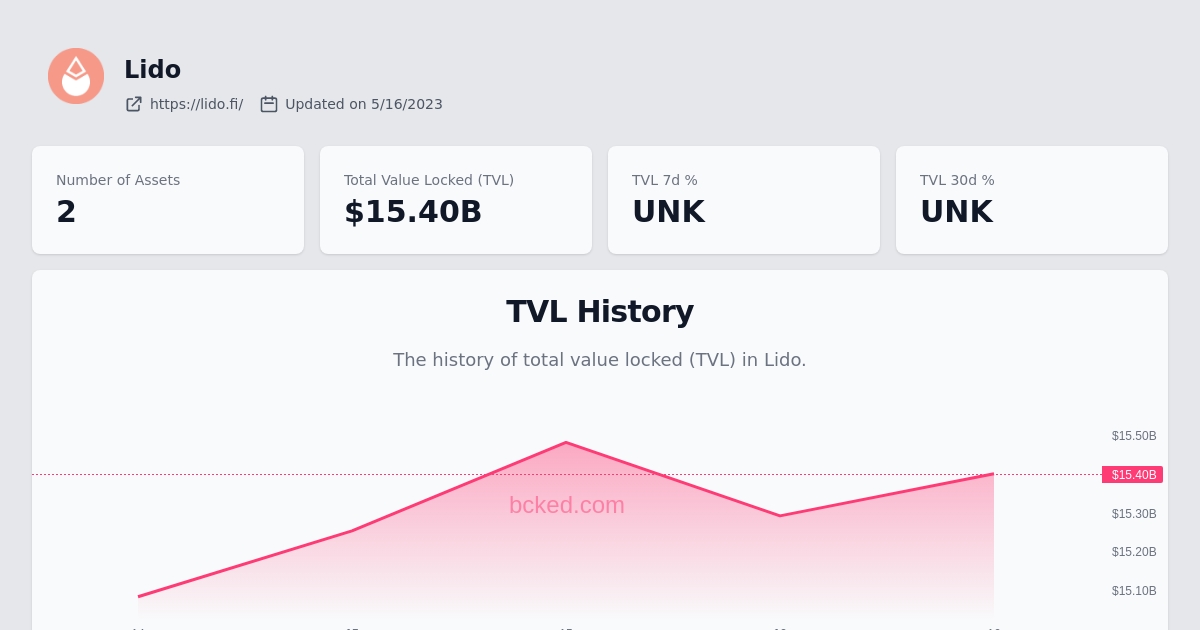 Lido
https://lido.fi/ Updated on 5/16/2023
Number of Assets
2
Total Value Locked (TVL)
$15.40B
TVL 7d %
UNK
TVL 30d %
UNK
TVL History
The history of total value locked (TVL) in Lido.
$15.50B
$15.40B
bcked.com
$15.30B
$15.20B
$15.10B